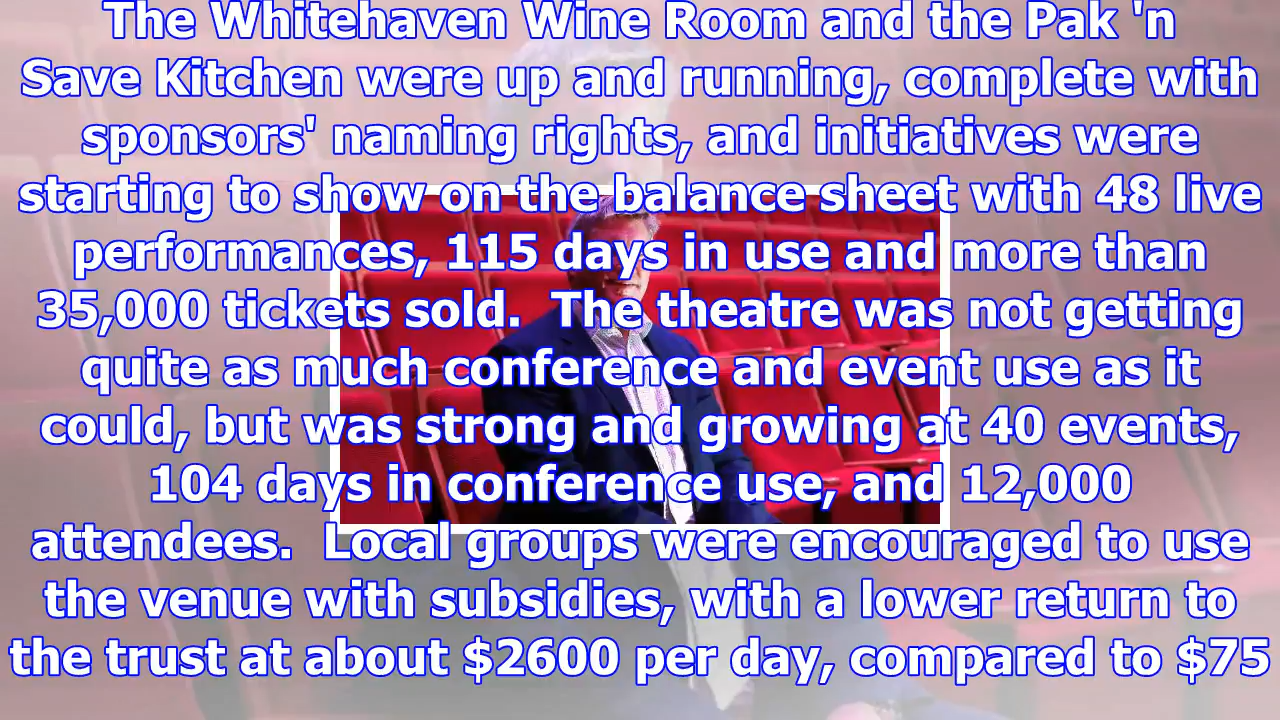 The Whitehaven Wine Room and the Pak 'n
Save Kitchen were up and running, complete with
sponsors' naming rights, and initiatives were
starting to show on the balance sheet with 48 live
performances, 115 days in use and more than
35,000 tickets sold.  The theatre was not getting
quite as much conference and event use as it
could, but was strong and growing at 40 events,
104 days in conference use, and 12,000
attendees.  Local groups were encouraged to use
the venue with subsidies, with a lower return to
the trust at about $2600 per day, compared to $75